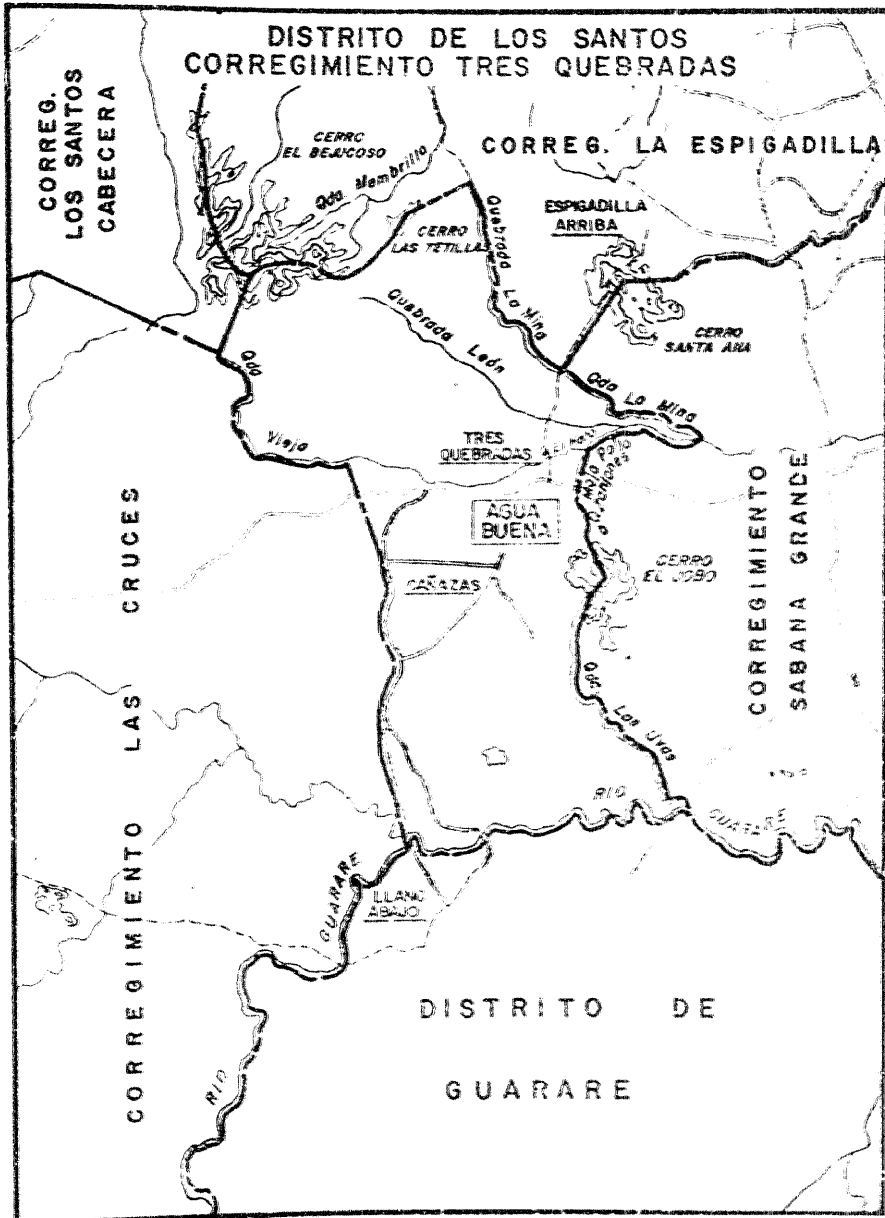 DISTRITO DE LOS SANTOS
CORREGIMIENTO TRES QUEBRADAS
CORREG.
LOS SANTOS
CABECERA
CERRO
EL BEJUCOSO
Qda Membrillo
CORREG. LA ESPIGADILLA
CERRO
LAS TETILLAS
Quebrada La Mina
ESPIGADILLA
ARRIBA
CERRO
SANTA ANA
Quebrada León
Qda La Mina
Qda Vieja
TRES
QUEBRADAS
Malo
AGUA
BUENA
CERRO
EL JOBO
CAÑAZAS
CORREGIMIENTO
SABANA GRANDE
Qda Las Uvas
CORREGIMIENTO LAS CRUCES
RIO GUARARE
LLANO
ABAJO
RIO GUARARE
DISTRITO DE
GUARARE